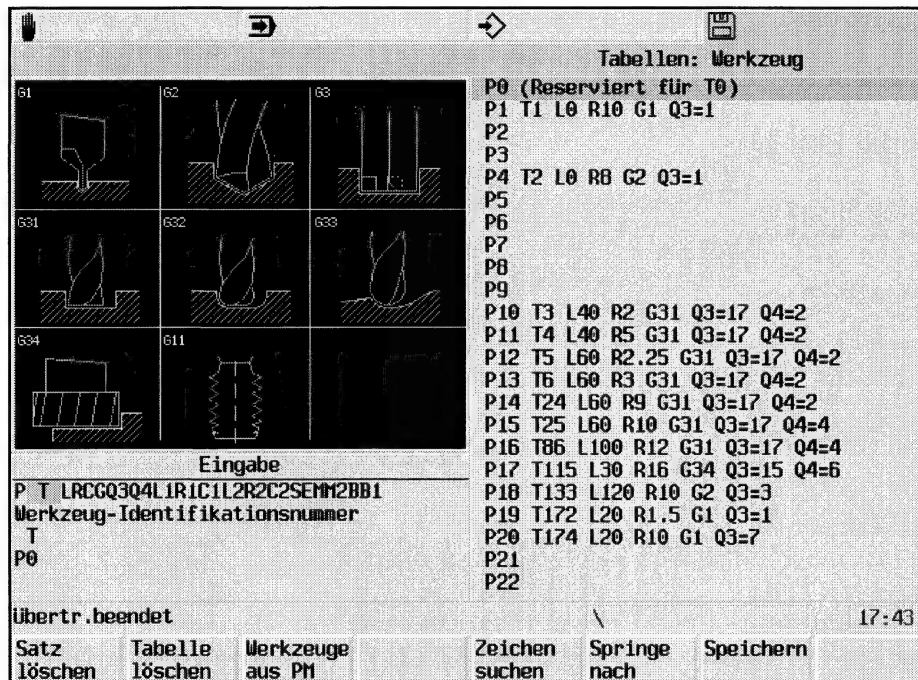 Tabellen: Werkzeug
G1
G2
G3
G31
G32
G33
G34
G11
P0 (Reserviert für T0)
P1 T1 L0 R10 G1 Q3=1
P2
P3
P4 T2 L0 R8 G2 Q3=1
P5
P6
P7
P8
P9
P10 T3 L40 R2 G31 Q3=17 Q4=2
P11 T4 L40 R5 G31 Q3=17 Q4=2
P12 T5 L60 R2.25 G31 Q3=17 Q4=2
P13 T6 L60 R3 G31 Q3=17 Q4=2
P14 T24 L60 R9 G31 Q3=17 Q4=2
P15 T25 L60 R10 G31 Q3=17 Q4=4
P16 T86 L100 R12 G31 Q3=17 Q4=4
P17 T115 L30 R16 G34 Q3=15 Q4=6
P18 T133 L120 R10 G2 Q3=3
P19 T172 L20 R1.5 G1 Q3=1
P20 T174 L20 R10 G1 Q3=7
P21
P22
Eingabe
P T LRCGQ3Q4L1R1C1L2R2C2SEMM2BB1
Werkzeug-Identifikationsnummer
T
P0
übertr.beendet \ 17:43
Satz löschen
Tabelle löschen
Werkzeuge aus PM
Zeichen suchen
Springe nach
Speichern